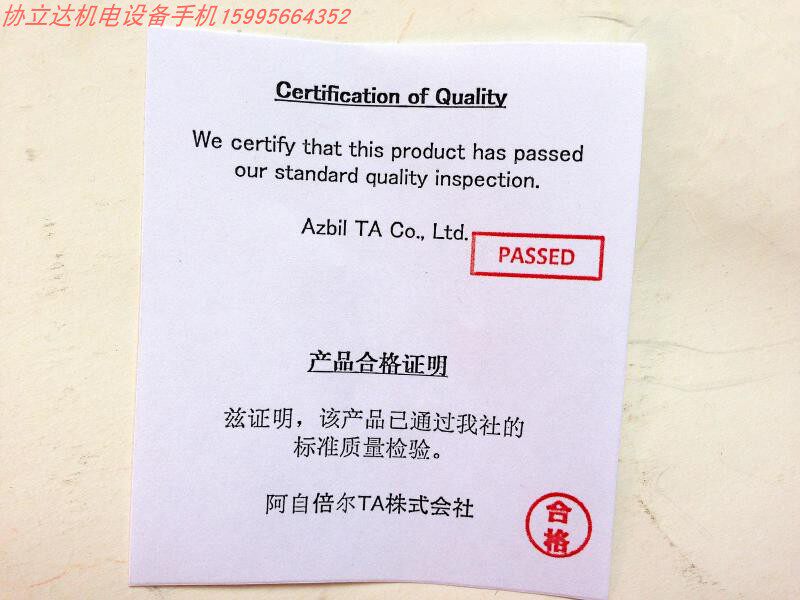 协立达机电设备手机15995664352
Certification of Quality
We certify that this product has passed
our standard quality inspection.
Azbil TA Co., Ltd.
PASSED
产品合格证明
兹证明，该产品已通过我社的
标准质量检验。
阿自倍尔TA株式会社
合
格